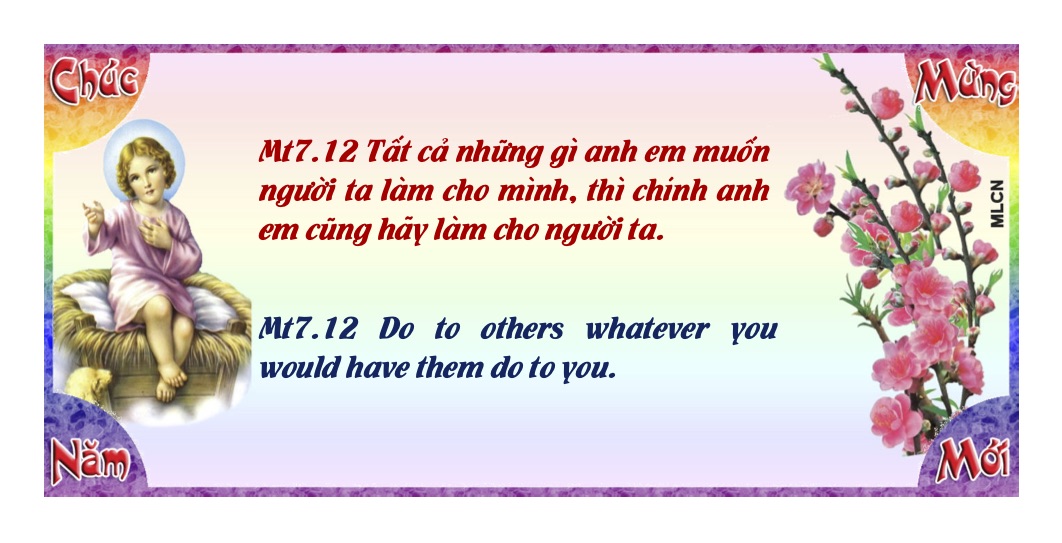 Chúc
Mừng
Mt7.12 Tất cả những gì anh em muốn
người ta làm cho mình, thì chính anh
em cũng hãy làm cho người ta.
MLCN
Mt7.12 Do to others whatever you
would have them do to you.
Năm
Mới